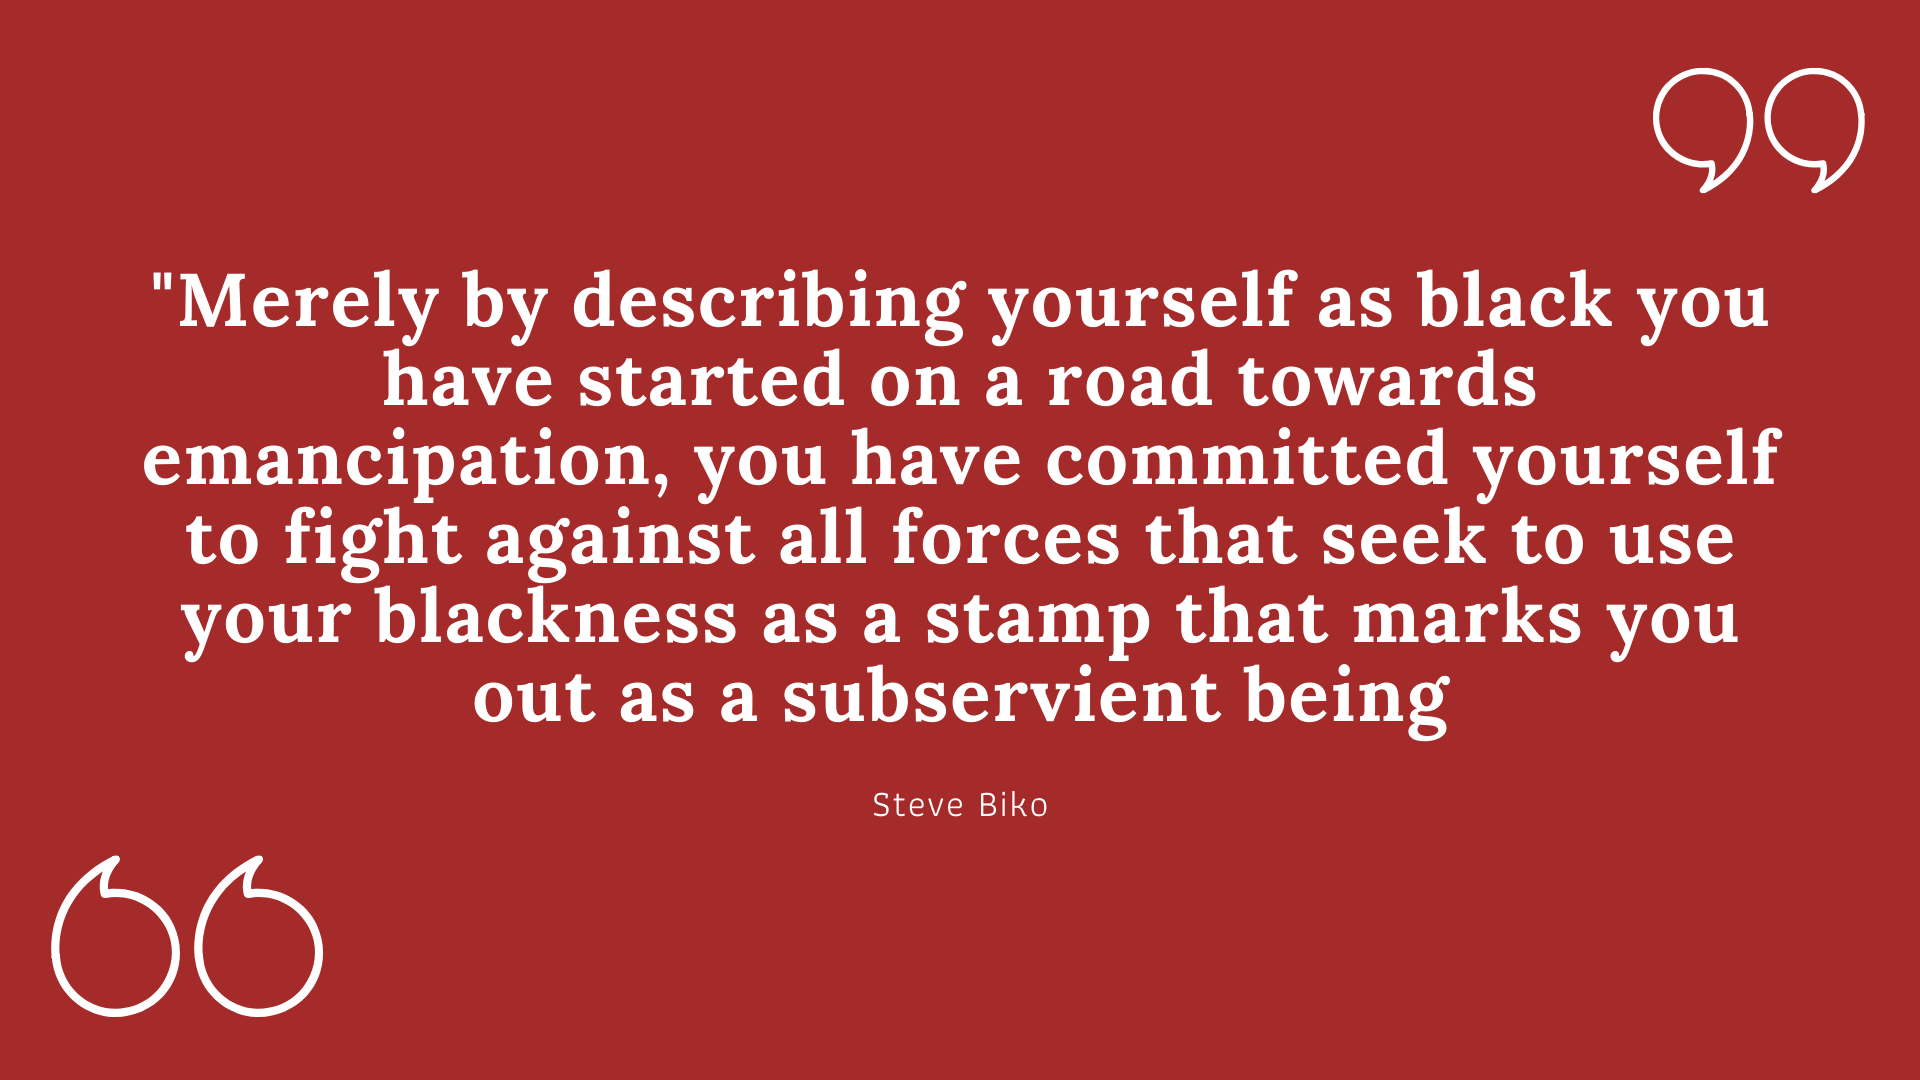 "Merely by describing yourself as black you
have started on a road towards
emancipation, you have committed yourself
to fight against all forces that seek to use
your blackness as a stamp that marks you
out as a subservient being
Steve Biko